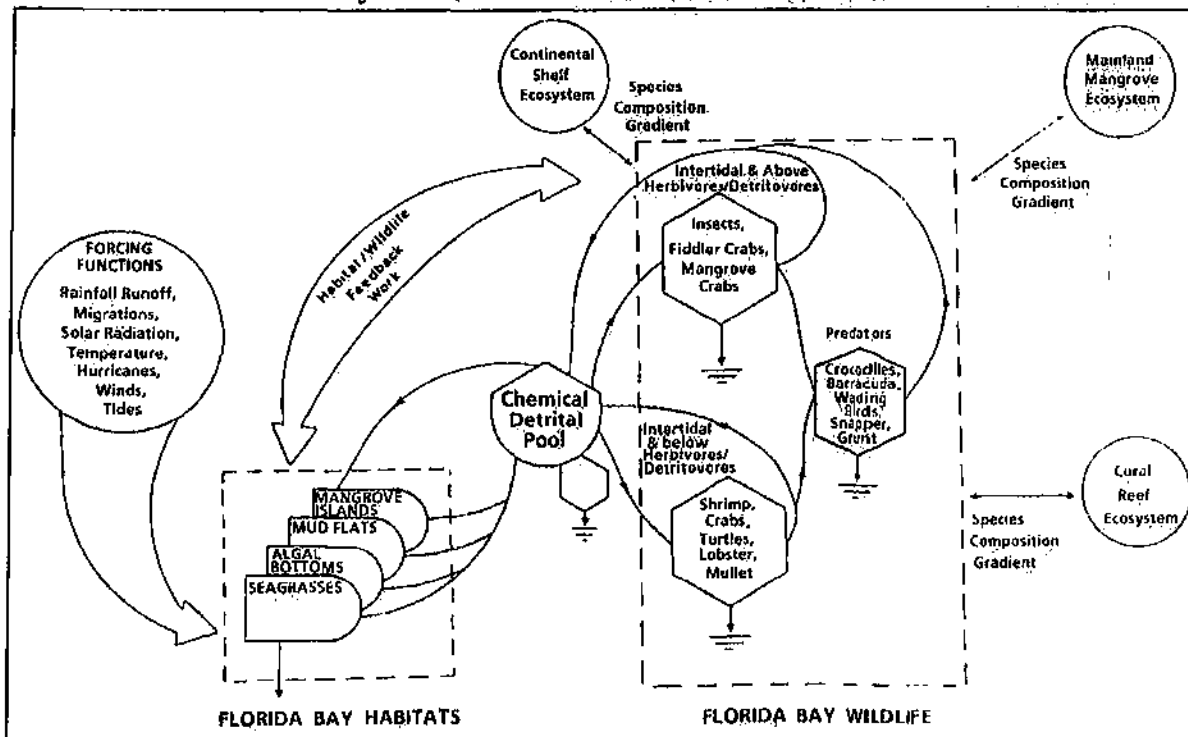 Continental
Shelf
Ecosystem
Species
Composition
Gradient
Mainland
Mangrove
Ecosystem
Species
Composition
Gradient
Intertidal & Above
Herbivores/Detritovores
Insects,
Fiddler Crabs,
Mangrove
Crabs
Habitat/Wildlife
Feedback
Work
FORCING
FUNCTIONS
Rainfall Runoff,
Migrations,
Solar Radiation,
Temperature,
Hurricanes,
Winds,
Tides
Predators
Crocodiles,
Barracuda,
Wading
Birds,
Snapper,
Grunt
Chemical
Detrital
Pool
Intertidal
& below
Herbivores/
Detritovores
Shrimp,
Crabs,
Turtles,
Lobster,
Mullet
Coral
Reef
Ecosystem
Species
Composition
Gradient
MANGROVE
ISLANDS
MUD FLATS
ALGAL
BOTTOMS
SEAGRASSES
FLORIDA BAY HABITATS
FLORIDA BAY WILDLIFE